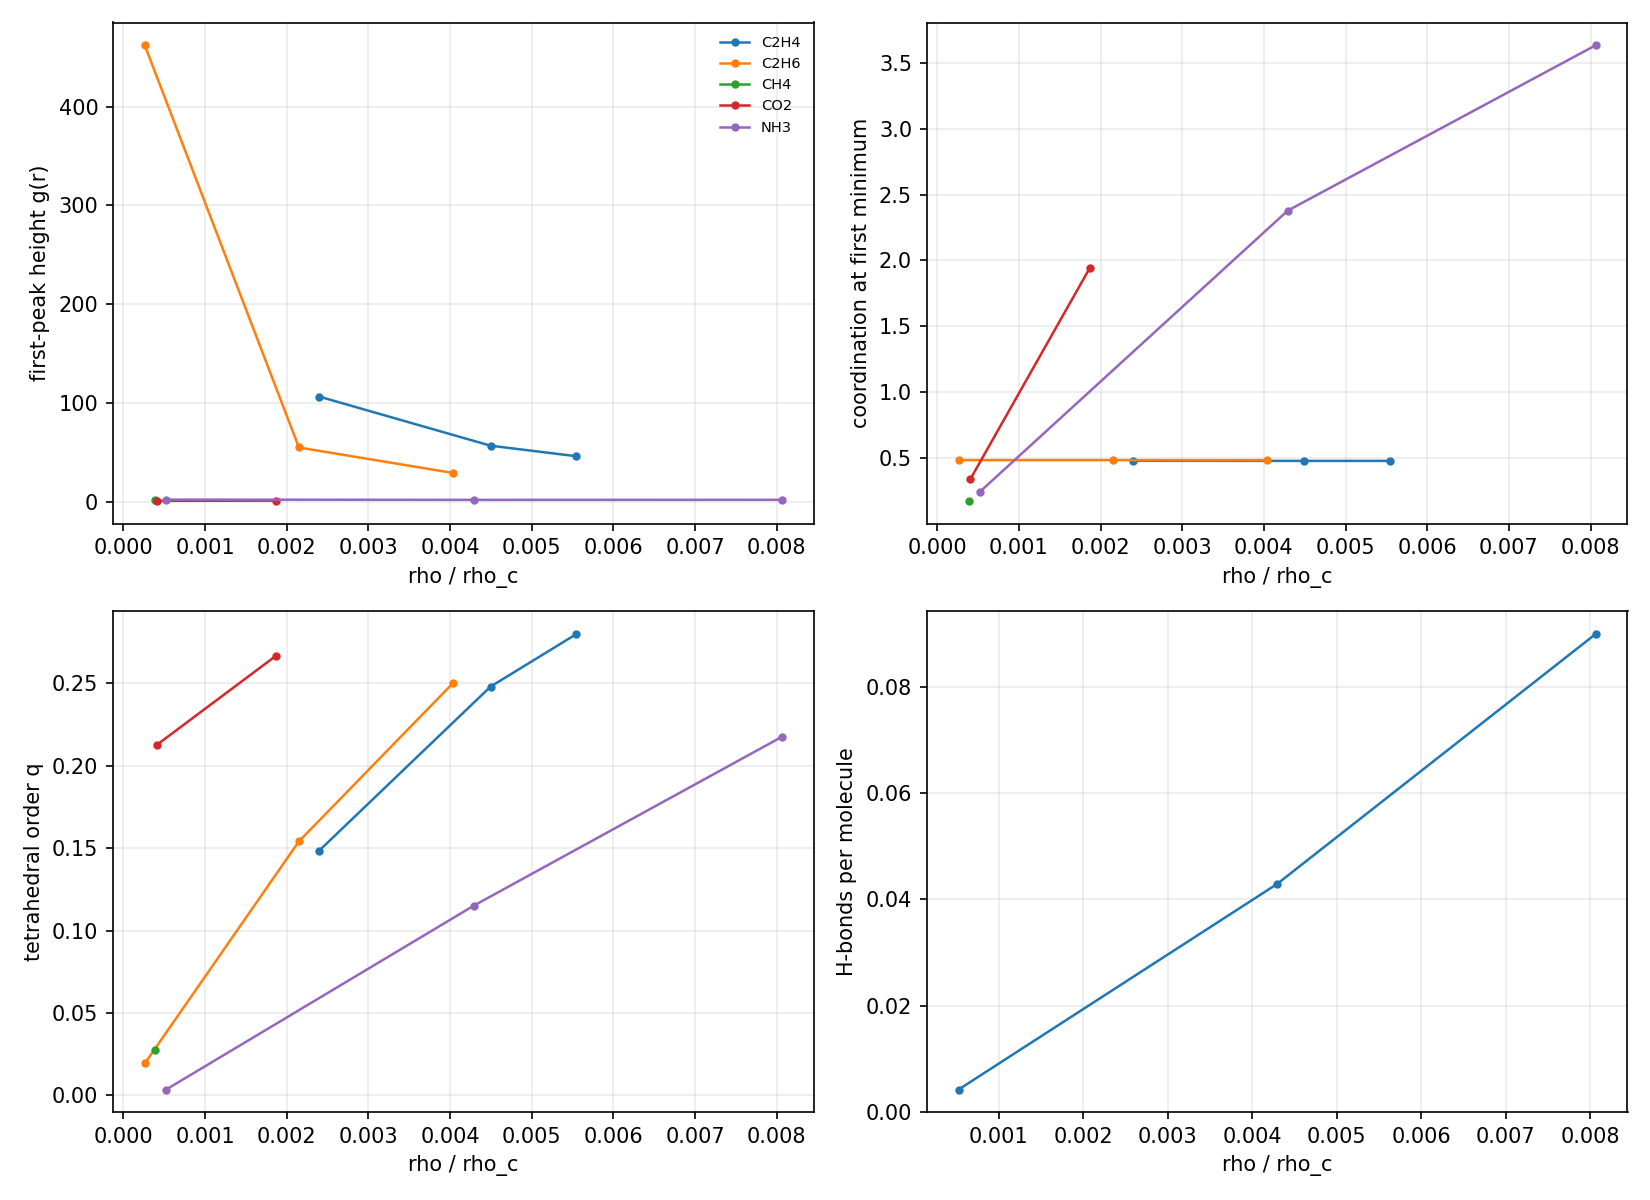 first-peak height g(r)
400
300
200
100
0
C2H4
C2H6
CH4
CO2
NH3
0.000 0.001 0.002 0.003 0.004 0.005 0.006 0.007 0.008
rho / rho_c
coordination at first minimum
3.5
3.0
2.5
2.0
1.5
1.0
0.5
0.000 0.001 0.002 0.003 0.004 0.005 0.006 0.007 0.008
rho / rho_c
tetrahedral order q
0.25
0.20
0.15
0.10
0.05
0.00
0.000 0.001 0.002 0.003 0.004 0.005 0.006 0.007 0.008
rho / rho_c
H-bonds per molecule
0.08
0.06
0.04
0.02
0.00
0.001 0.002 0.003 0.004 0.005 0.006 0.007 0.008
rho / rho_c